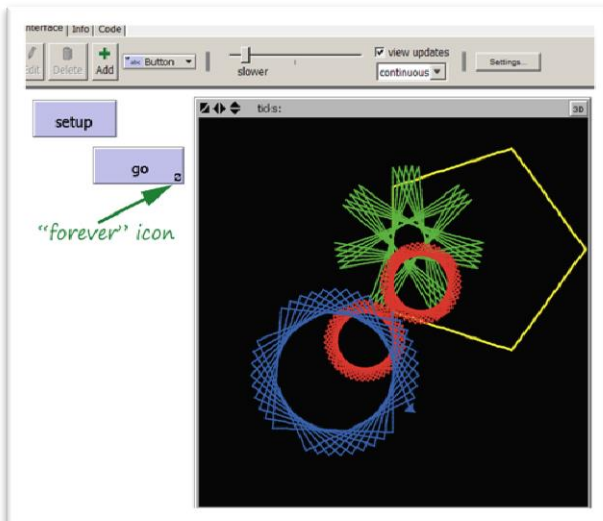 Interface | Info | Code |
Edit Delete Add Button slower view updates continuous Settings...
setup
ticks: 3D
go
"forever" icon